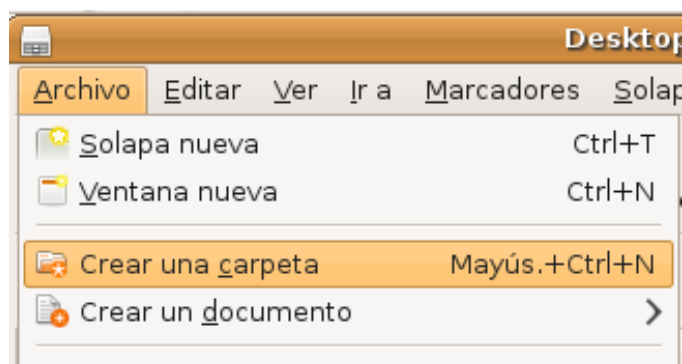 Desktop
Archivo Editar Ver Ir a Marcadores Solap
Solapa nueva Ctrl+T
Ventana nueva Ctrl+N
Crear una carpeta Mayús.+Ctrl+N
Crear un documento